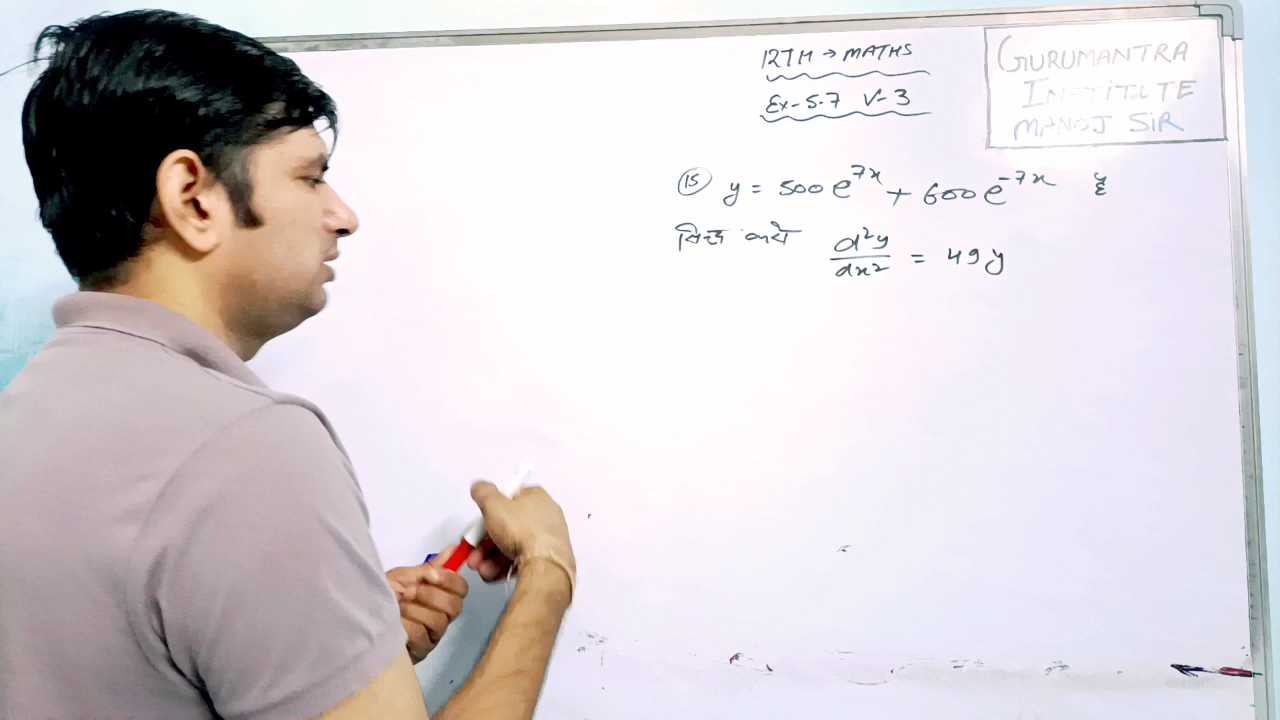 12TH → MATHS
Ex-5.7 V-3
GURUMANTRA
INSTITUTE
MANOJ SIR
(15) y = 500e^{7x} + 600e^{-7x} है
सिद्ध करो d²y/dx² = 49y